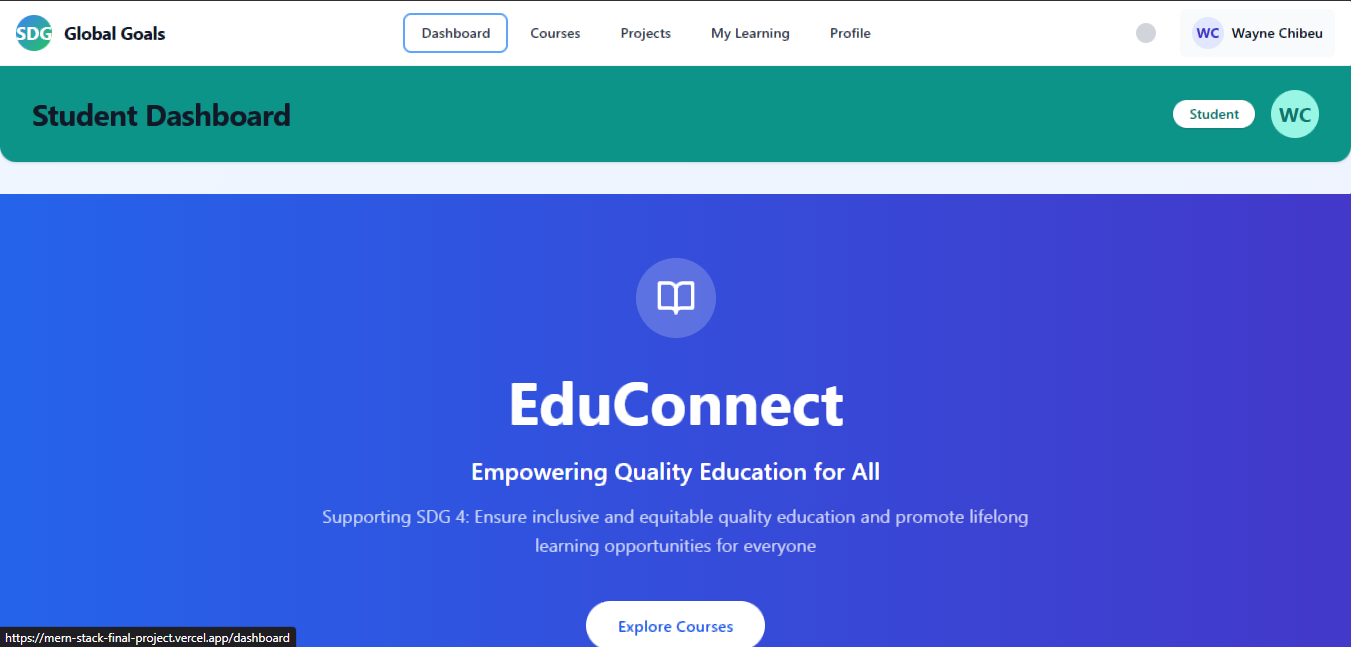 SDG Global Goals Dashboard Courses Projects My Learning Profile WC Wayne Chibeu
Student Dashboard Student WC
EduConnect
Empowering Quality Education for All
Supporting SDG 4: Ensure inclusive and equitable quality education and promote lifelong
learning opportunities for everyone
Explore Courses
https://mern-stack-final-project.vercel.app/dashboard